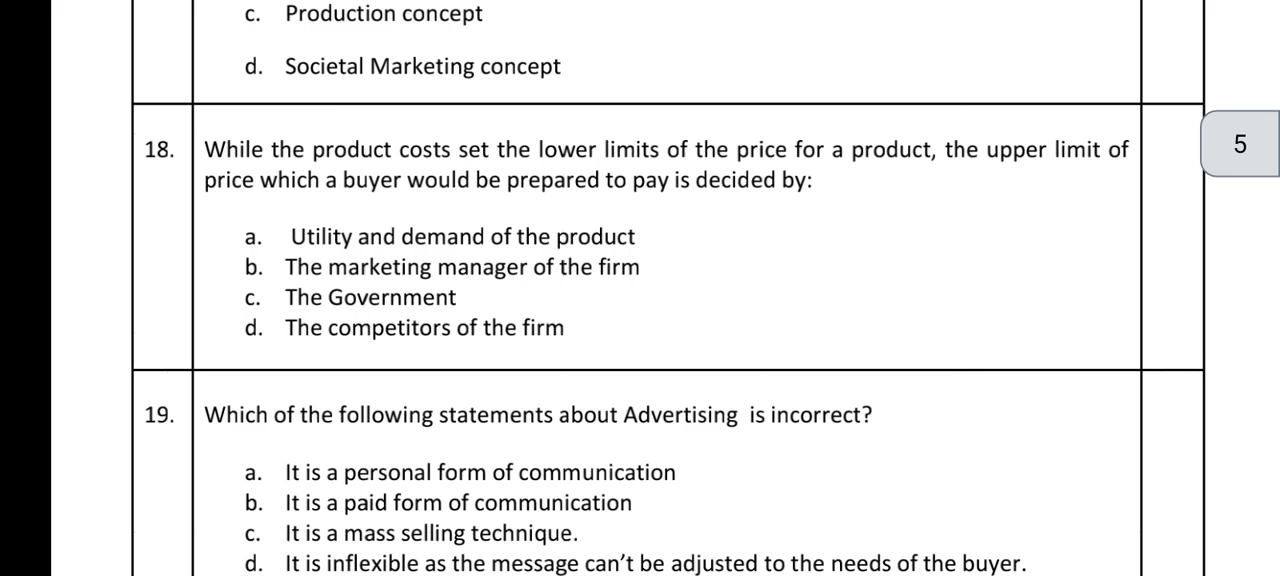 c. Production concept
d. Societal Marketing concept
18. While the product costs set the lower limits of the price for a product, the upper limit of
price which a buyer would be prepared to pay is decided by:
5
a. Utility and demand of the product
b. The marketing manager of the firm
c. The Government
d. The competitors of the firm
19. Which of the following statements about Advertising is incorrect?
a. It is a personal form of communication
b. It is a paid form of communication
c. It is a mass selling technique.
d. It is inflexible as the message can't be adjusted to the needs of the buyer.